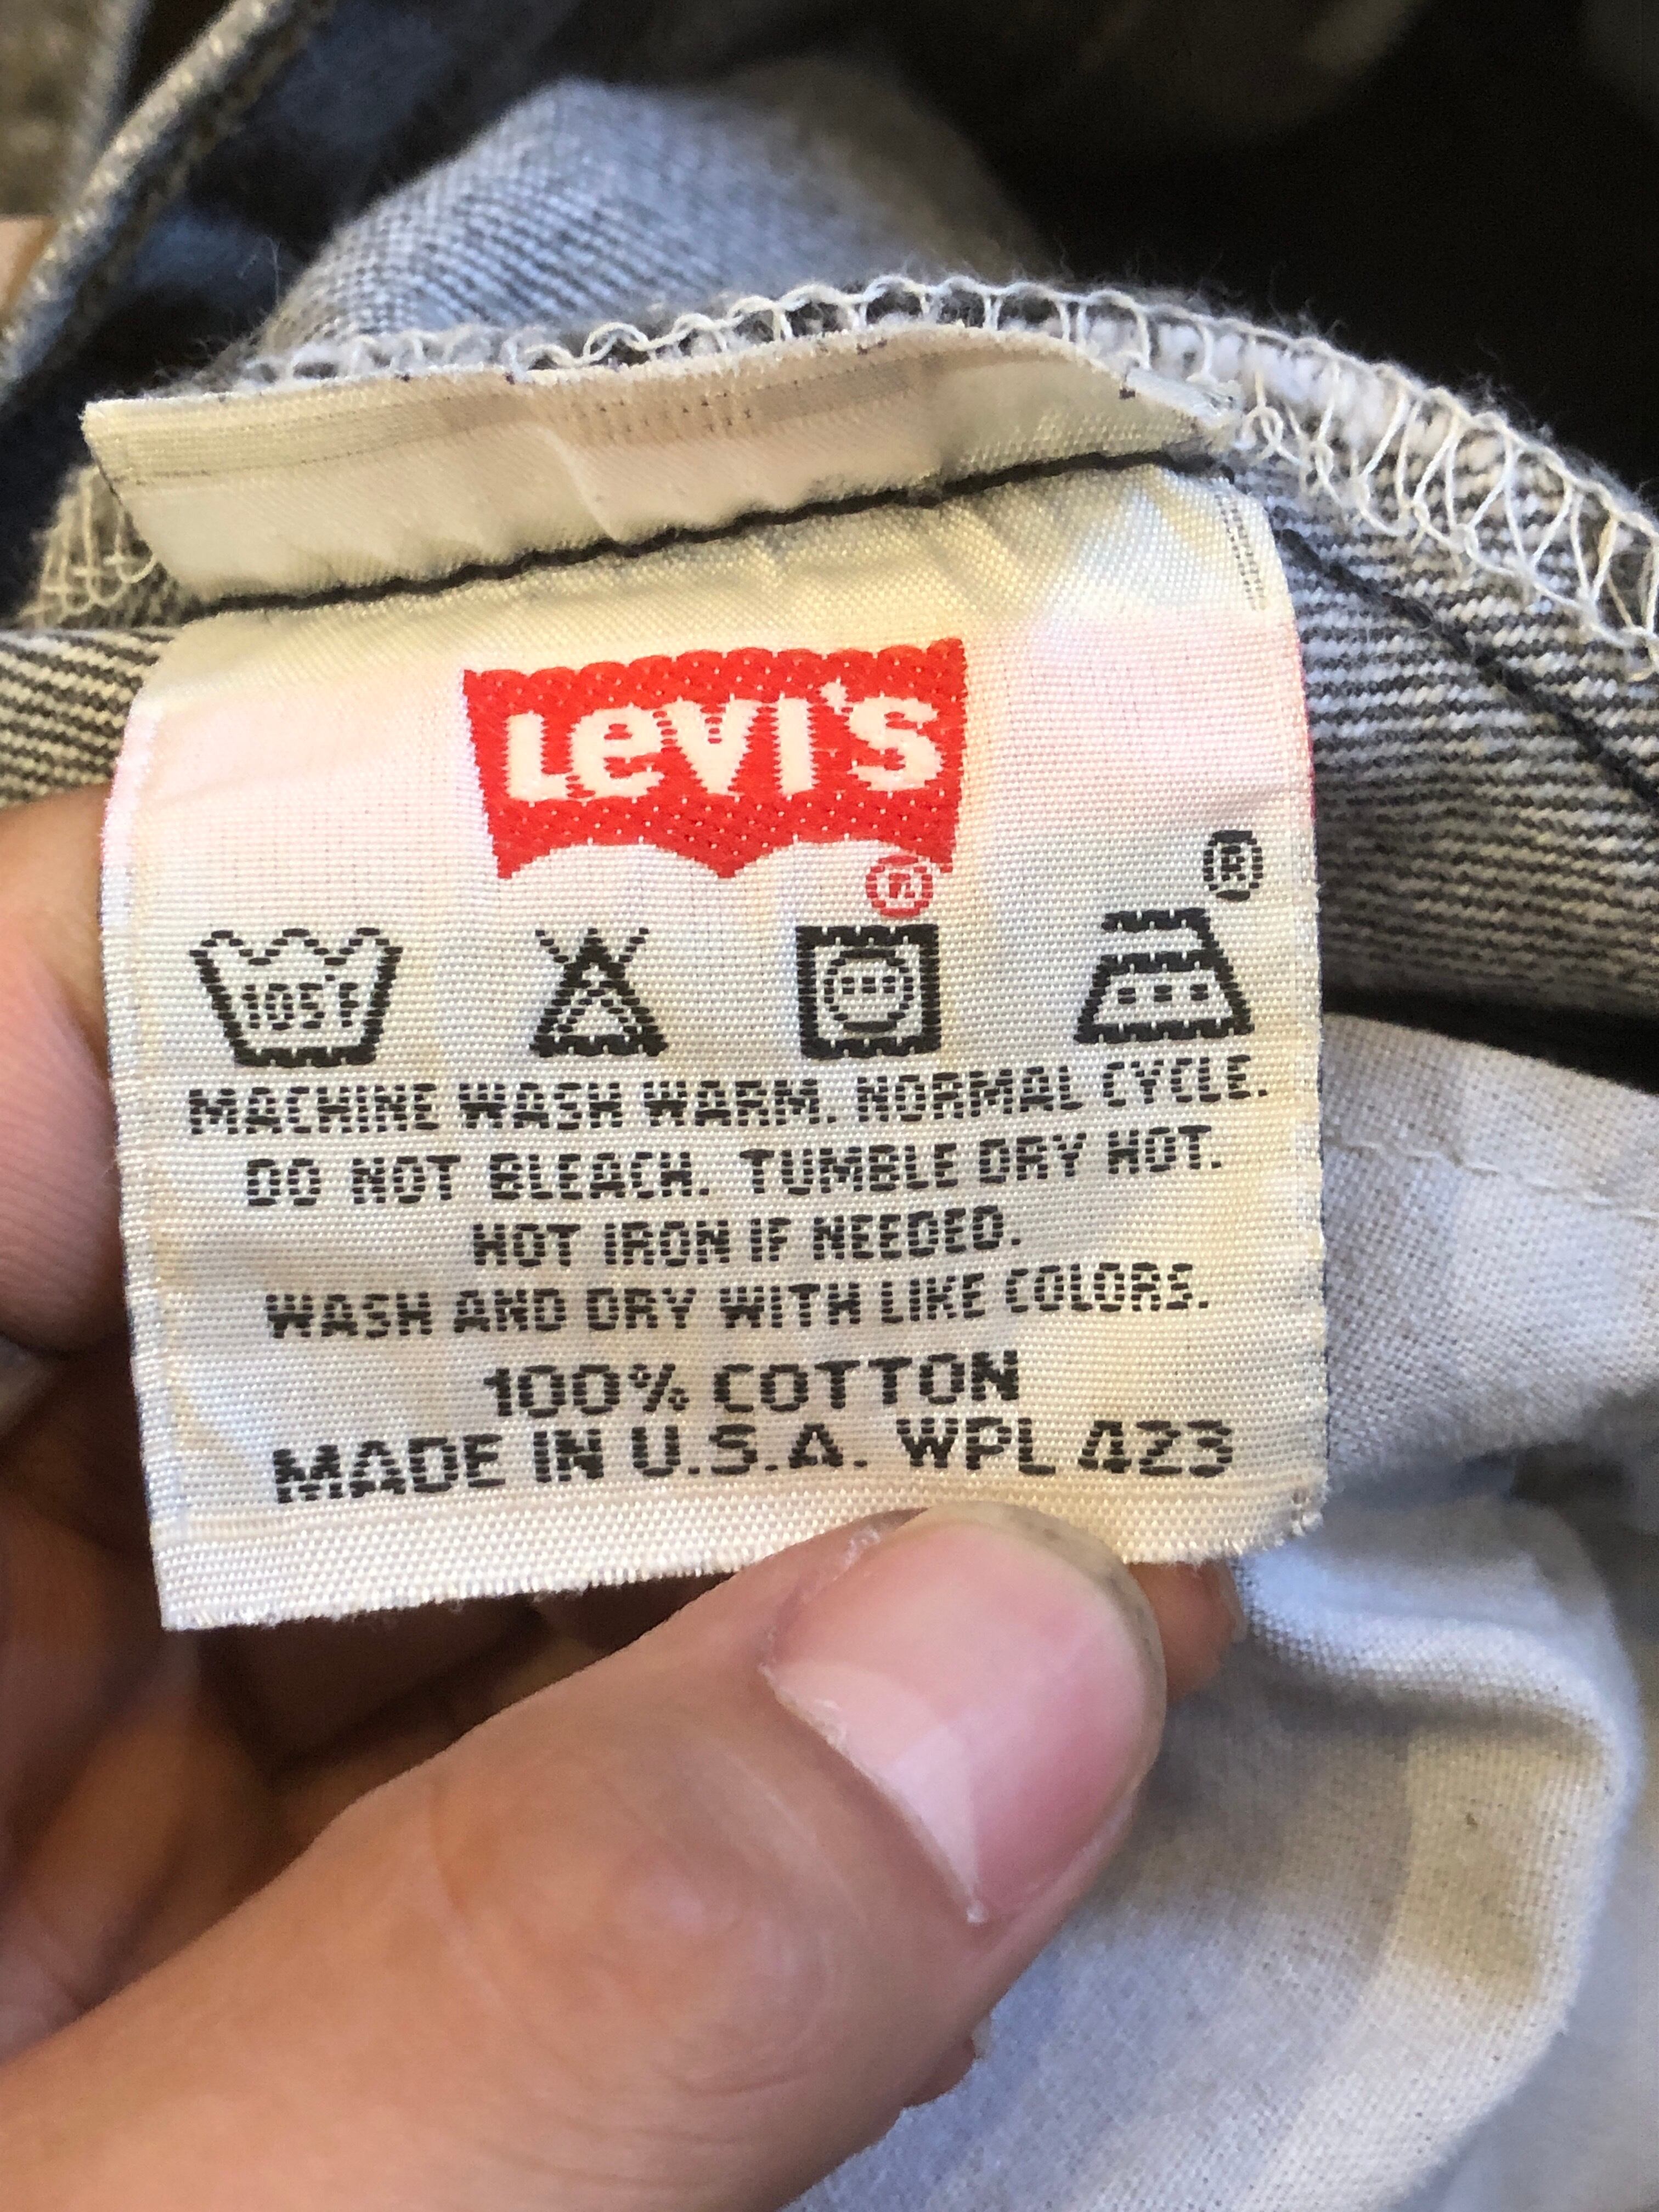 Levi's
®
®
105°F
MACHINE WASH WARM. NORMAL CYCLE.
DO NOT BLEACH. TUMBLE DRY HOT.
HOT IRON IF NEEDED.
WASH AND DRY WITH LIKE COLORS.
100% COTTON
MADE IN U.S.A. WPL 423